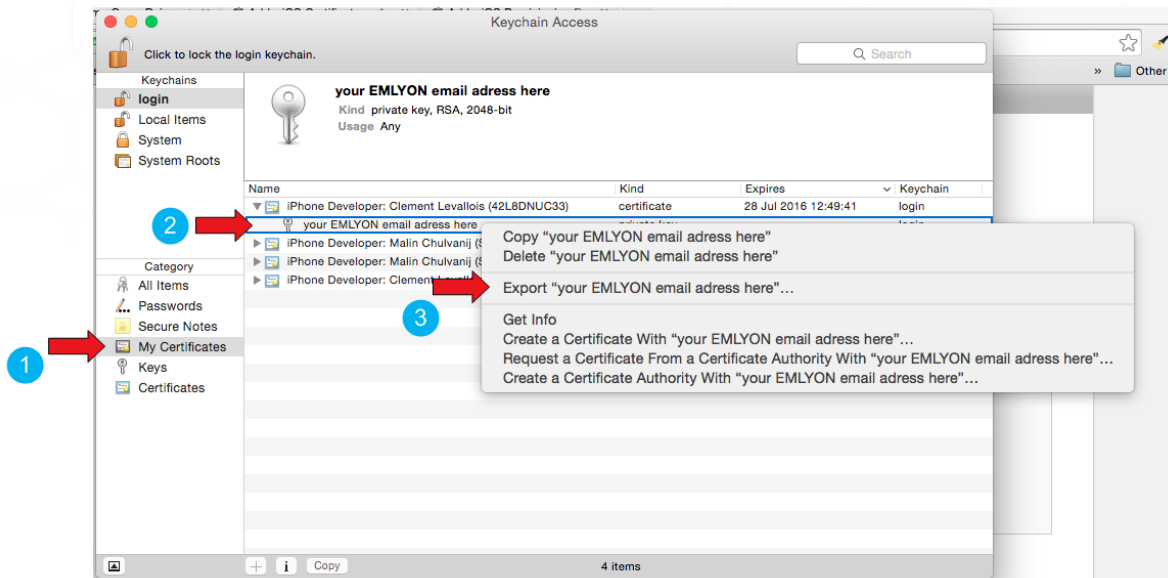 Keychain Access
Click to lock the login keychain.
Search
» Other
Keychains
login
Local Items
System
System Roots
your EMLYON email adress here
Kind private key, RSA, 2048-bit
Usage Any
Name Kind Expires Keychain
iPhone Developer: Clement Levallois (42L8DNUC33) certificate 28 Jul 2016 12:49:41 login
2
your EMLYON email adress here
iPhone Developer: Malin Chulvanij
iPhone Developer: Malin Chulvanij
iPhone Developer: Clement
Copy “your EMLYON email adress here”
Delete “your EMLYON email adress here”
3
Export “your EMLYON email adress here”...
Get Info
Create a Certificate With “your EMLYON email adress here”...
Request a Certificate From a Certificate Authority With “your EMLYON email adress here”...
Create a Certificate Authority With “your EMLYON email adress here”...
Category
All Items
Passwords
Secure Notes
1
My Certificates
Keys
Certificates
+ i Copy
4 items